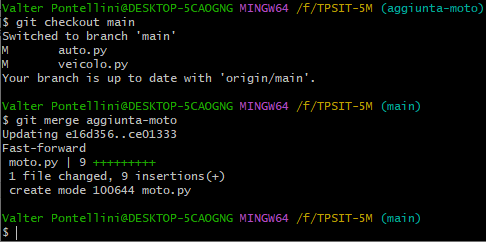 Valter Pontellini@DESKTOP-5CAOGNG MINGW64 /f/TPSIT-5M (aggiunta-moto)
$ git checkout main
Switched to branch 'main'
M       auto.py
M       veicolo.py
Your branch is up to date with 'origin/main'.
Valter Pontellini@DESKTOP-5CAOGNG MINGW64 /f/TPSIT-5M (main)
$ git merge aggiunta-moto
Updating e16d356..ce01333
Fast-forward
 moto.py | 9 +++++++++
 1 file changed, 9 insertions(+)
 create mode 100644 moto.py
Valter Pontellini@DESKTOP-5CAOGNG MINGW64 /f/TPSIT-5M (main)
$